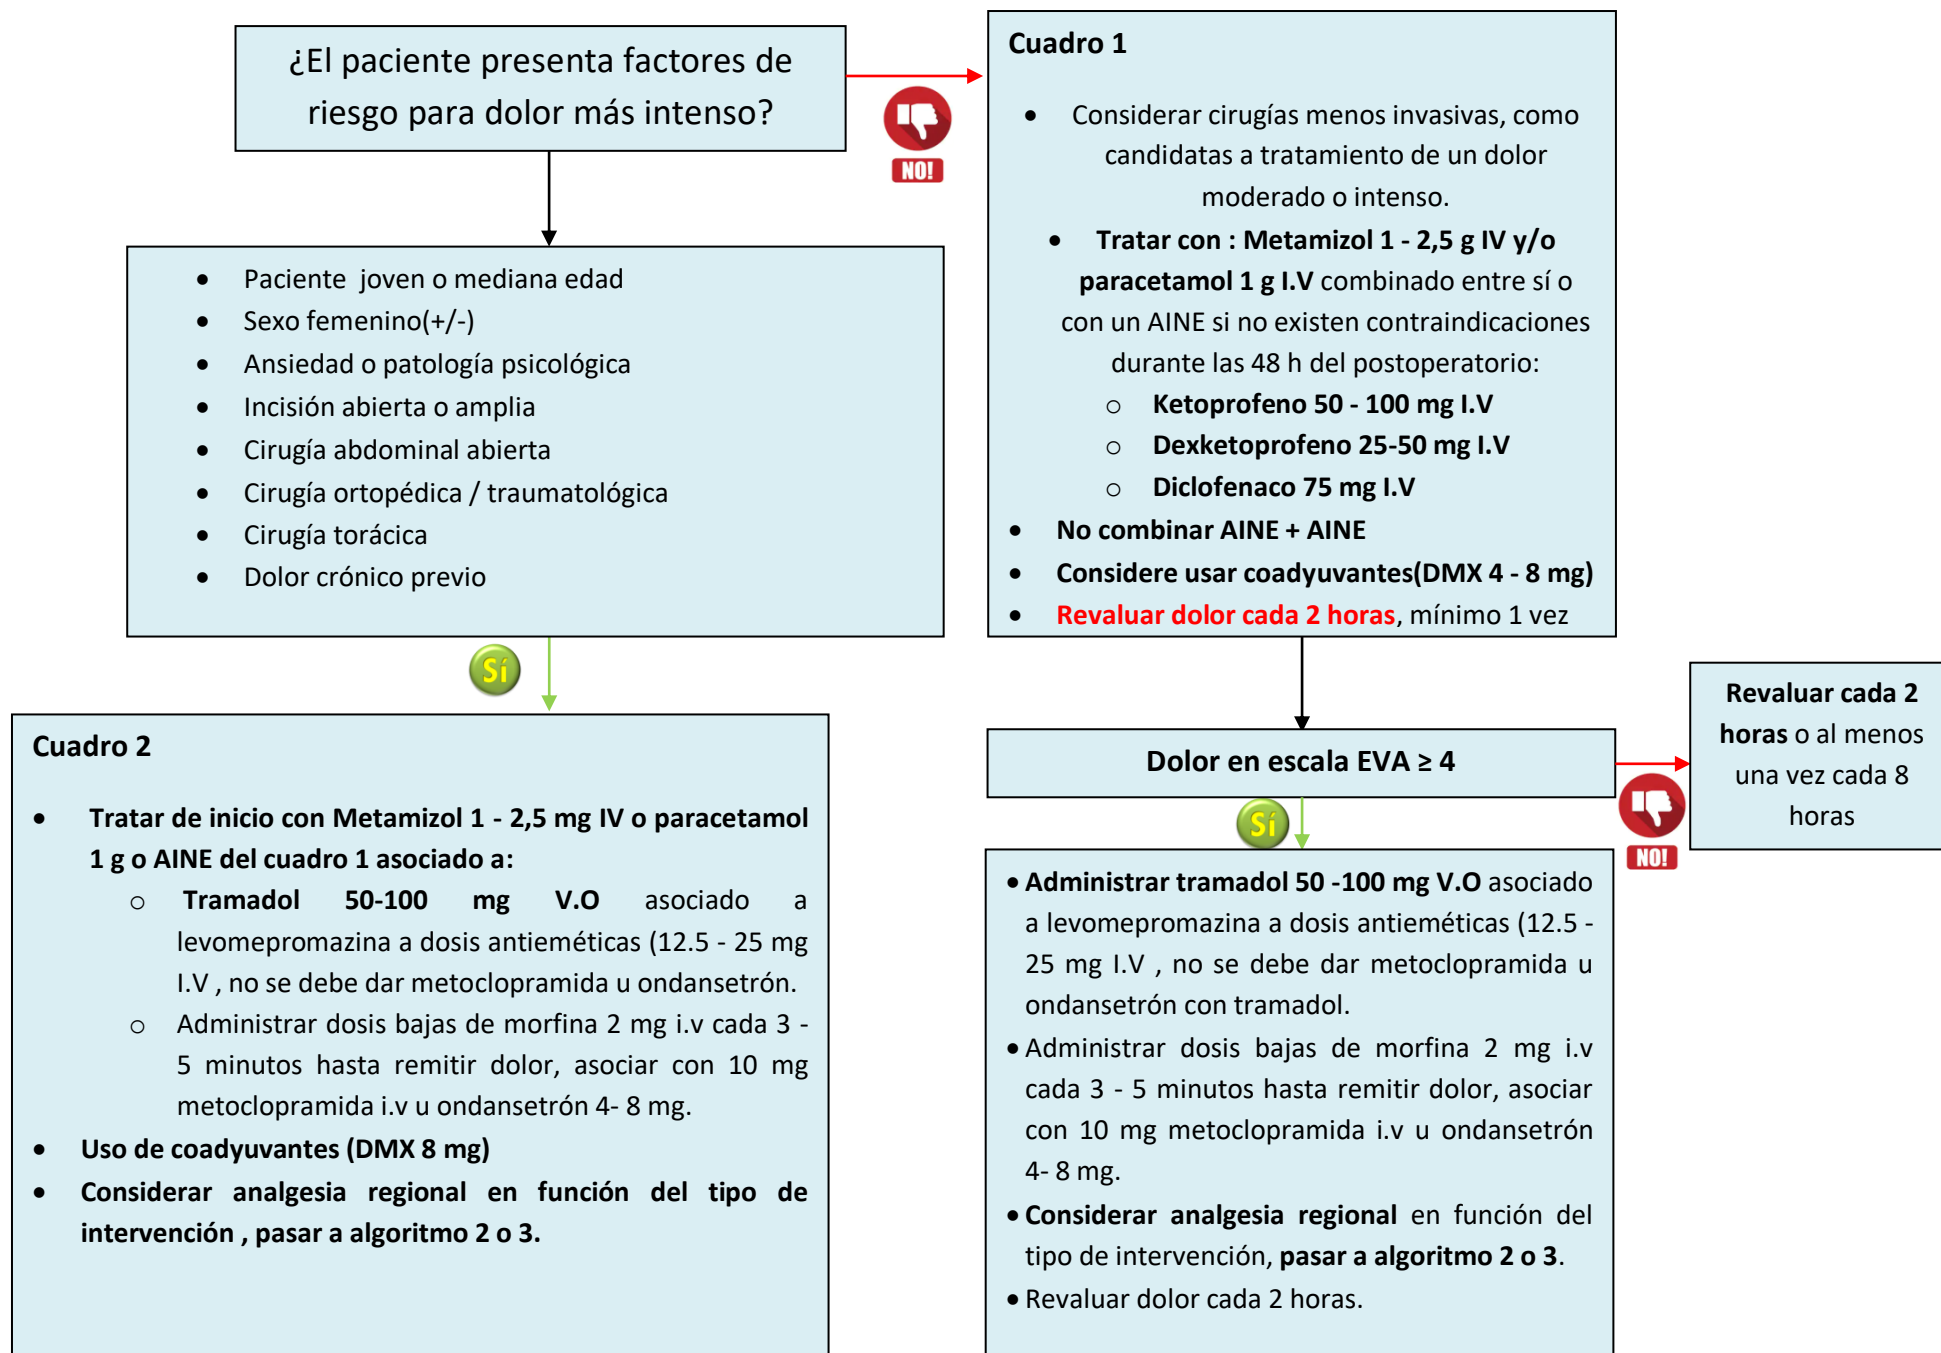 ¿El paciente presenta factores de
riesgo para dolor más intenso?
NO!
Cuadro 1
• Considerar cirugías menos invasivas, como
candidatas a tratamiento de un dolor
moderado o intenso.
• Tratar con : Metamizol 1 - 2,5 g IV y/o
paracetamol 1 g I.V combinado entre sí o
con un AINE si no existen contraindicaciones
durante las 48 h del postoperatorio:
o Ketoprofeno 50 - 100 mg I.V
o Dexketoprofeno 25-50 mg I.V
o Diclofenaco 75 mg I.V
• No combinar AINE + AINE
• Considere usar coadyuvantes(DMX 4 - 8 mg)
• Revaluar dolor cada 2 horas, mínimo 1 vez
• Paciente  joven o mediana edad
• Sexo femenino(+/-)
• Ansiedad o patología psicológica
• Incisión abierta o amplia
• Cirugía abdominal abierta
• Cirugía ortopédica / traumatológica
• Cirugía torácica
• Dolor crónico previo
Sí
Cuadro 2
• Tratar de inicio con Metamizol 1 - 2,5 mg IV o paracetamol
1 g o AINE del cuadro 1 asociado a:
o Tramadol 50-100 mg V.O asociado a
levomepromazina a dosis antieméticas (12.5 - 25 mg
I.V , no se debe dar metoclopramida u ondansetrón.
o Administrar dosis bajas de morfina 2 mg i.v cada 3 -
5 minutos hasta remitir dolor, asociar con 10 mg
metoclopramida i.v u ondansetrón 4- 8 mg.
• Uso de coadyuvantes (DMX 8 mg)
• Considerar analgesia regional en función del tipo de
intervención , pasar a algoritmo 2 o 3.
Dolor en escala EVA ≥ 4
NO!
Revaluar cada 2
horas o al menos
una vez cada 8
horas
Sí
• Administrar tramadol 50 -100 mg V.O asociado
a levomepromazina a dosis antieméticas (12.5 -
25 mg I.V , no se debe dar metoclopramida u
ondansetrón con tramadol.
• Administrar dosis bajas de morfina 2 mg i.v
cada 3 - 5 minutos hasta remitir dolor, asociar
con 10 mg metoclopramida i.v u ondansetrón
4- 8 mg.
• Considerar analgesia regional en función del
tipo de intervención, pasar a algoritmo 2 o 3.
• Revaluar dolor cada 2 horas.